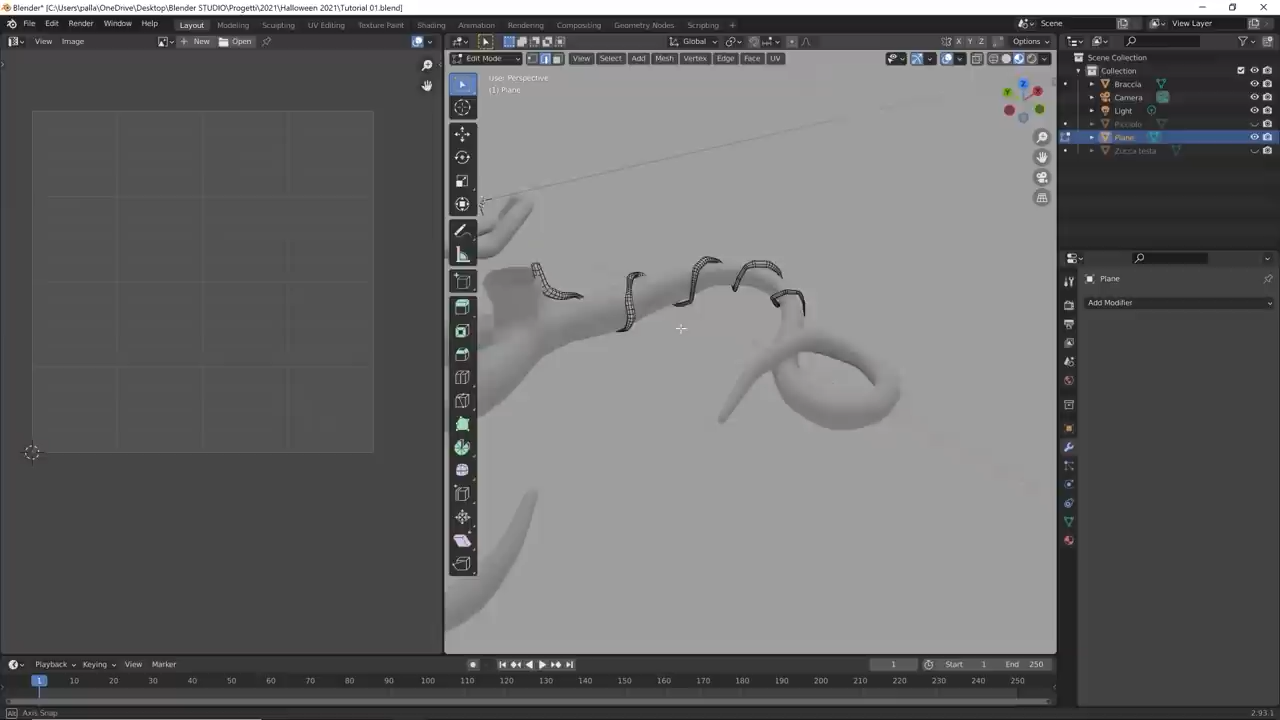 Blender* [C:\Users\palla\OneDrive\Desktop\Blender STUDIO\Progetti\2021\Halloween 2021\Tutorial 01.blend]
File Edit Render Window Help Layout Modeling Sculpting UV Editing Texture Paint Shading Animation Rendering Compositing Geometry Nodes Scripting + Scene View Layer
View Image New Open Global X Y Z Options
Edit Mode View Select Add Mesh Vertex Edge Face UV
Scene Collection
Collection
User Perspective
(1) Plane
Braccia
Camera
Light
Picciolo
Plane
Zucca testa
Z
Y
X
Plane
Add Modifier
Playback Keying View Marker 1 Start 1 End 250
1 10 20 30 40 50 60 70 80 90 100 110 120 130 140 150 160 170 180 190 200 210 220 230 240 250
Alt Axis Snap 2.93.1